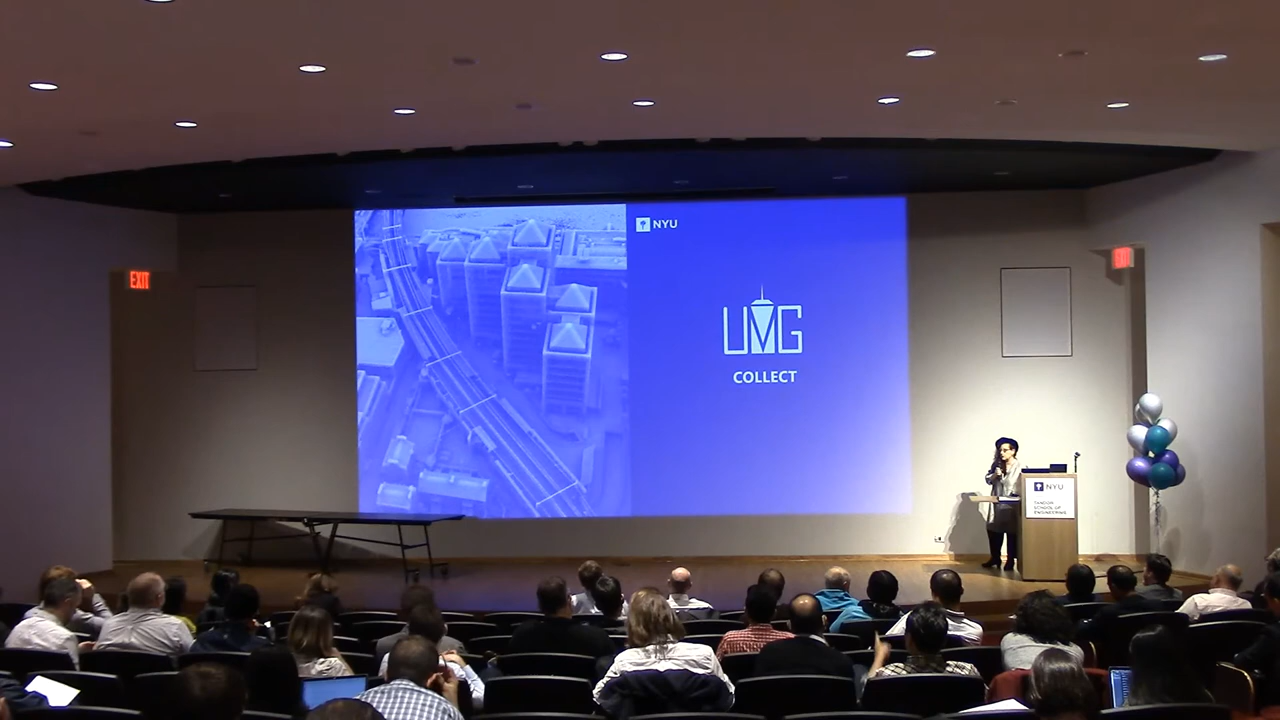 NYU
UMG
COLLECT
EXIT
EXIT
NYU
TANDON
SCHOOL OF
ENGINEERING